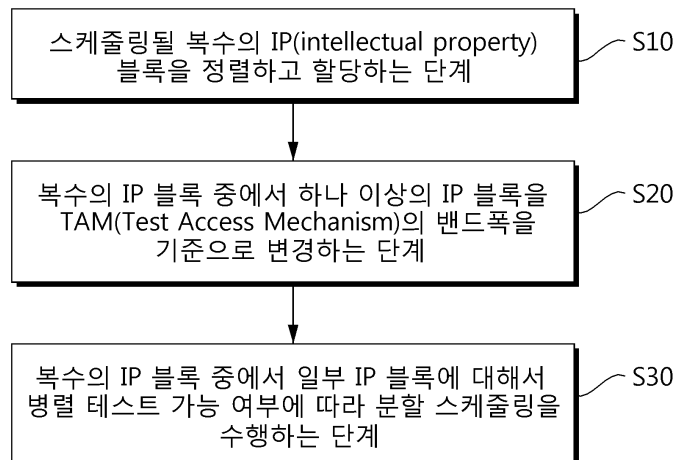 스케줄링될 복수의 IP(intellectual property)
블록을 정렬하고 할당하는 단계
S10
복수의 IP 블록 중에서 하나 이상의 IP 블록을
TAM(Test Access Mechanism)의 밴드폭을
기준으로 변경하는 단계
S20
복수의 IP 블록 중에서 일부 IP 블록에 대해서
병렬 테스트 가능 여부에 따라 분할 스케줄링을
수행하는 단계
S30